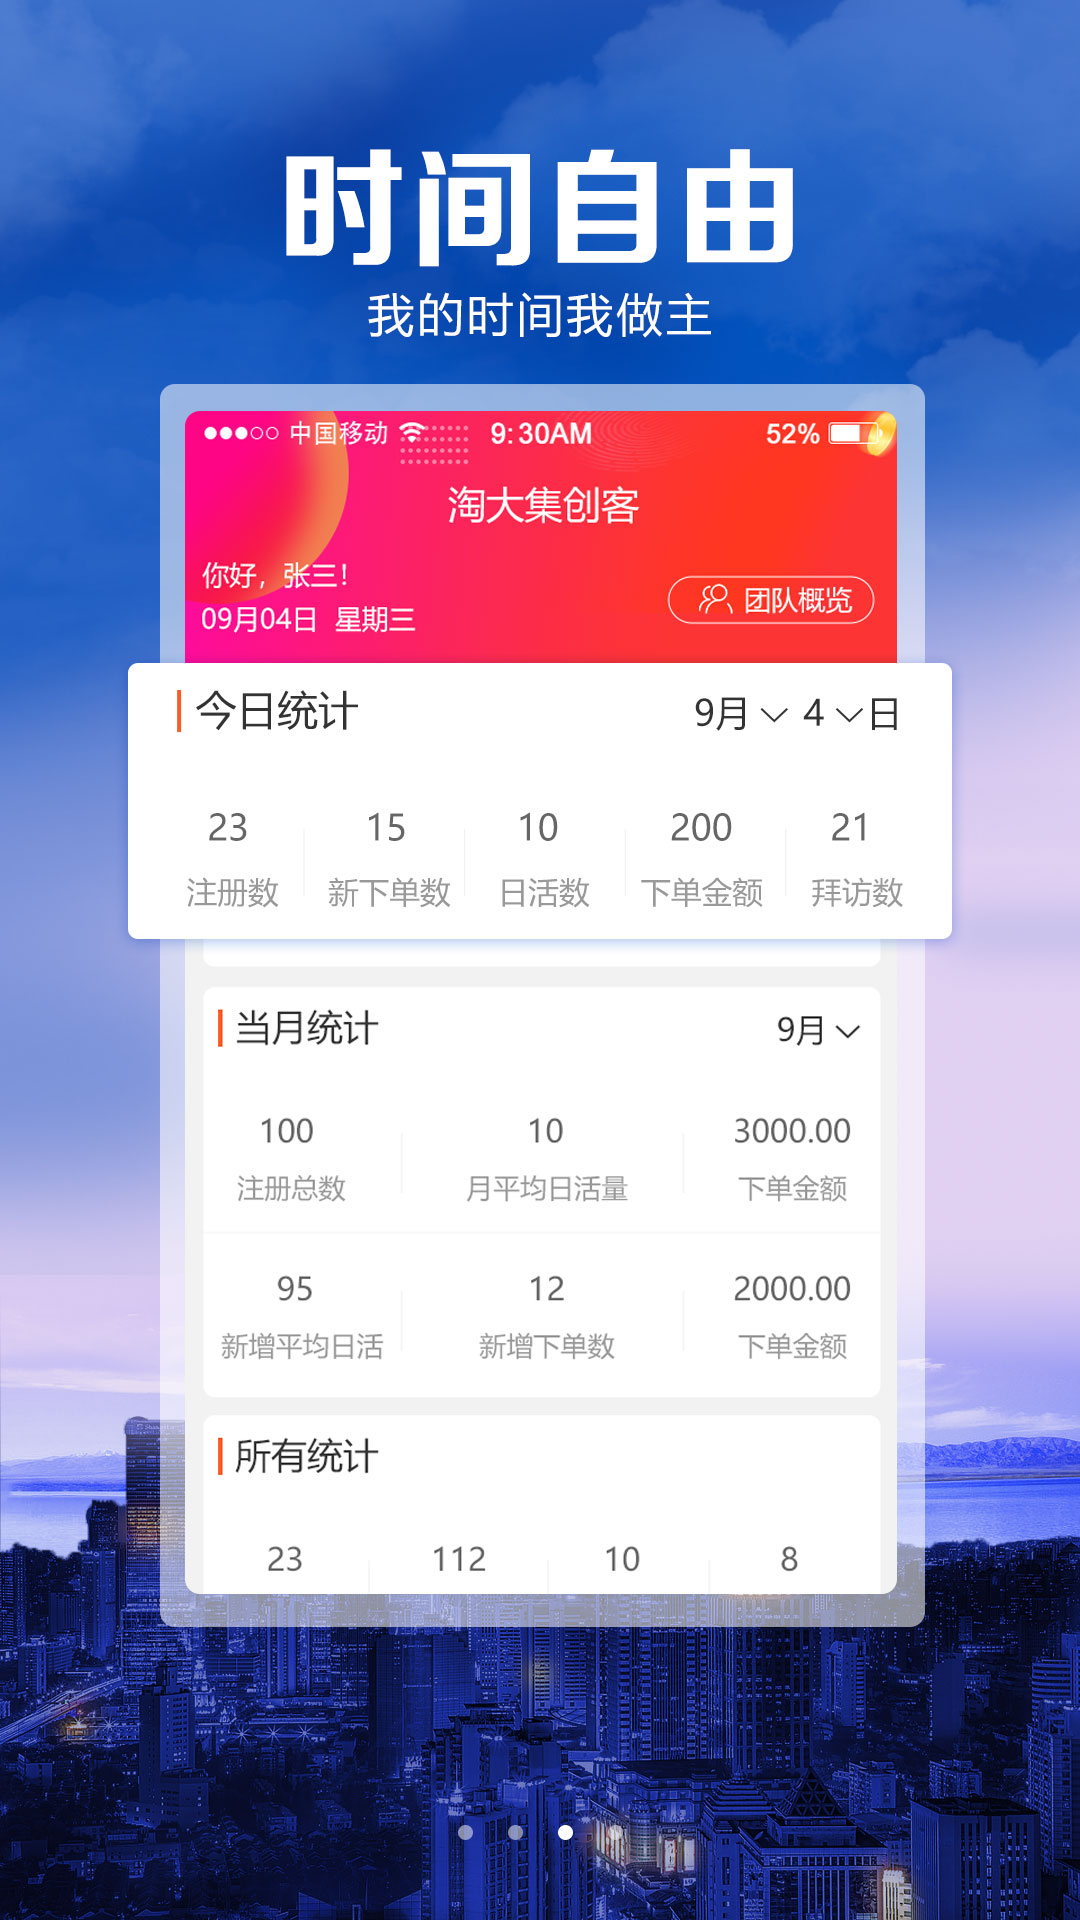 时间自由
我的时间我做主
中国移动 9:30AM 52%
淘大集创客
你好，张三！
09月04日 星期三
团队概览
今日统计 9月 4 日
23 15 10 200 21
注册数 新下单数 日活数 下单金额 拜访数
当月统计 9月
100 10 3000.00
注册总数 月平均日活量 下单金额
95 12 2000.00
新增平均日活 新增下单数 下单金额
所有统计
23 112 10 8